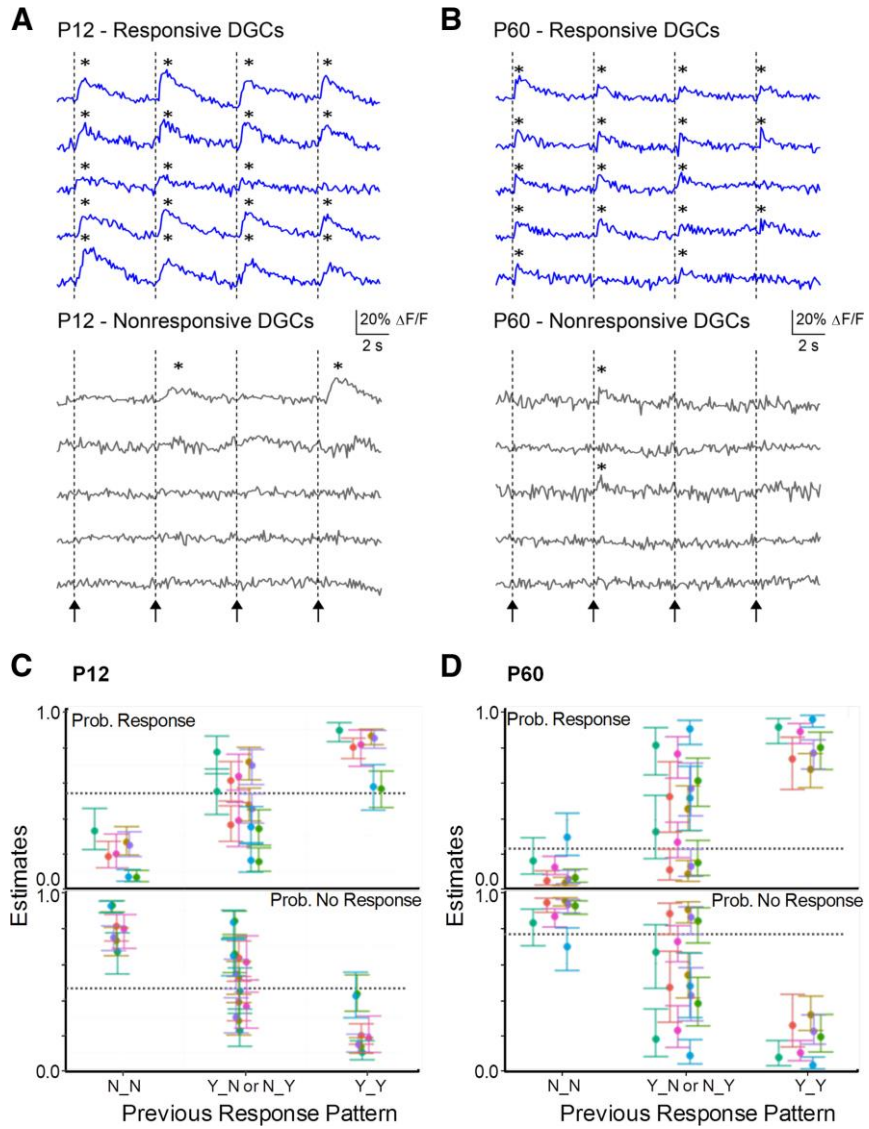 A
P12 - Responsive DGCs
* * * *
* * * *
* * *
* * * *
* * * *
P12 - Nonresponsive DGCs
20% ΔF/F
2 s
* *
B
P60 - Responsive DGCs
* * * *
* * * *
* * *
* * * *
* *
P60 - Nonresponsive DGCs
20% ΔF/F
2 s
*
*
C
P12
Estimates
1.0
Prob. Response
0.0
1.0
Prob. No Response
0.0
N_N Y_N or N_Y Y_Y
Previous Response Pattern
D
P60
Estimates
1.0
Prob. Response
0.0
1.0
Prob. No Response
0.0
N_N Y_N or N_Y Y_Y
Previous Response Pattern